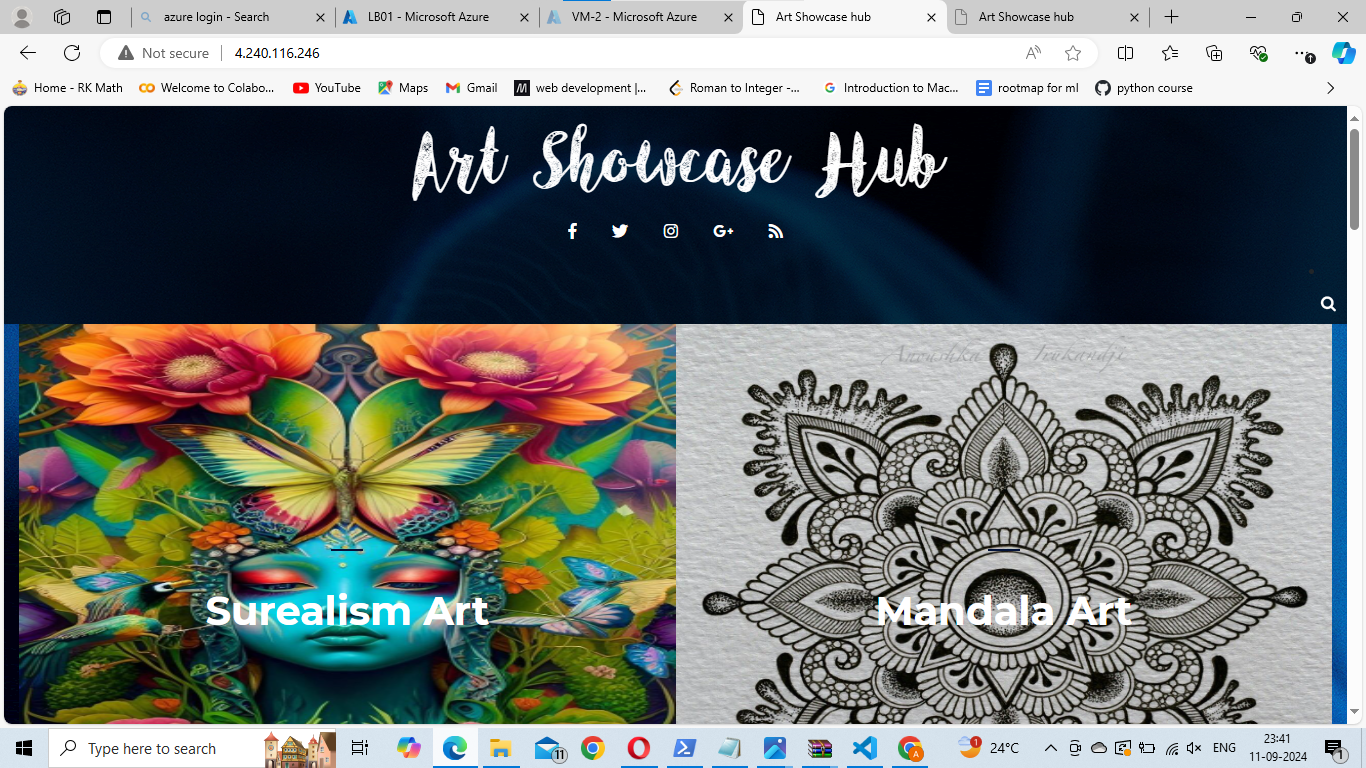 azure login - Search
LB01 - Microsoft Azure
VM-2 - Microsoft Azure
Art Showcase hub
Art Showcase hub
Not secure
4.240.116.246
Home - RK Math
Welcome to Colabo...
YouTube
Maps
Gmail
web development |...
Roman to Integer -...
Introduction to Mac...
rootmap for ml
python course
Art Showcase Hub
Anushka Irukandji
Surealism Art
Mandala Art
Type here to search
11
A
1
24°C
ENG
23:41
11-09-2024
1